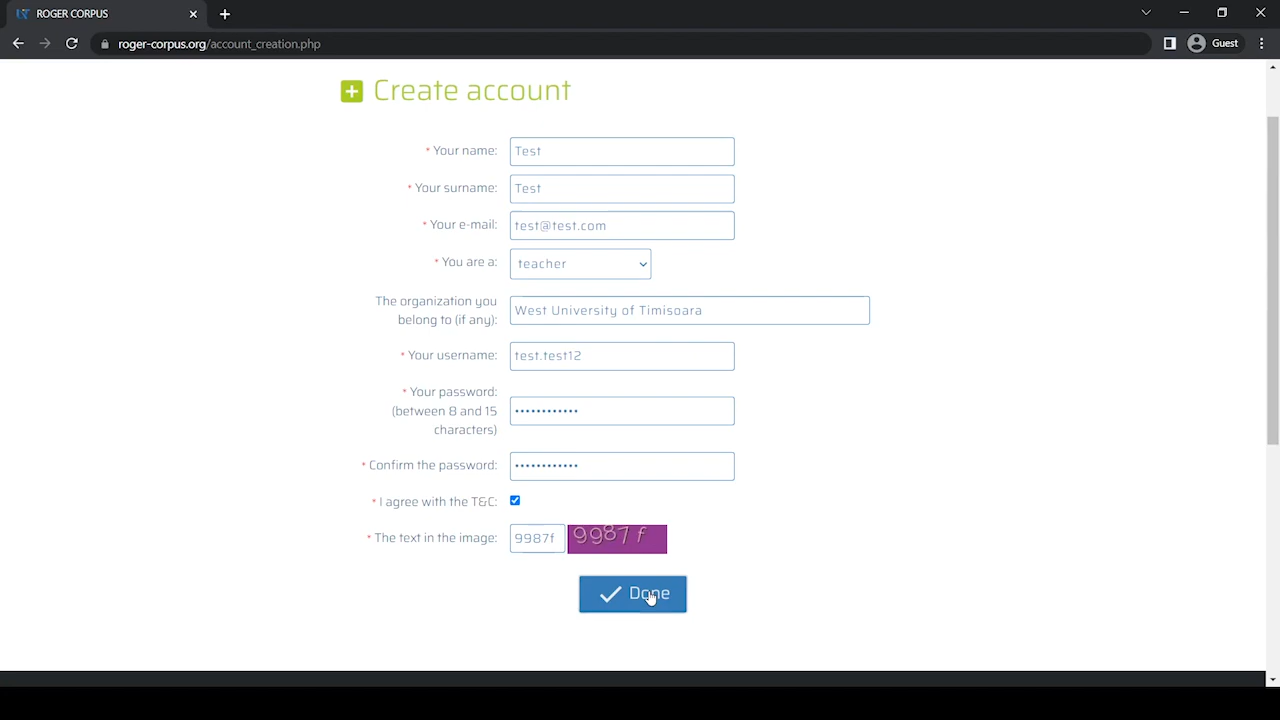 ROGER CORPUS
roger-corpus.org/account_creation.php
Guest
Create account
* Your name: Test
* Your surname: Test
* Your e-mail: test@test.com
* You are a: teacher
The organization you
belong to (if any): West University of Timisoara
* Your username: test.test12
* Your password:
(between 8 and 15
characters) ••••••••••••
* Confirm the password: ••••••••••••
* I agree with the T&C:
* The text in the image: 9987f 9987 f
Done